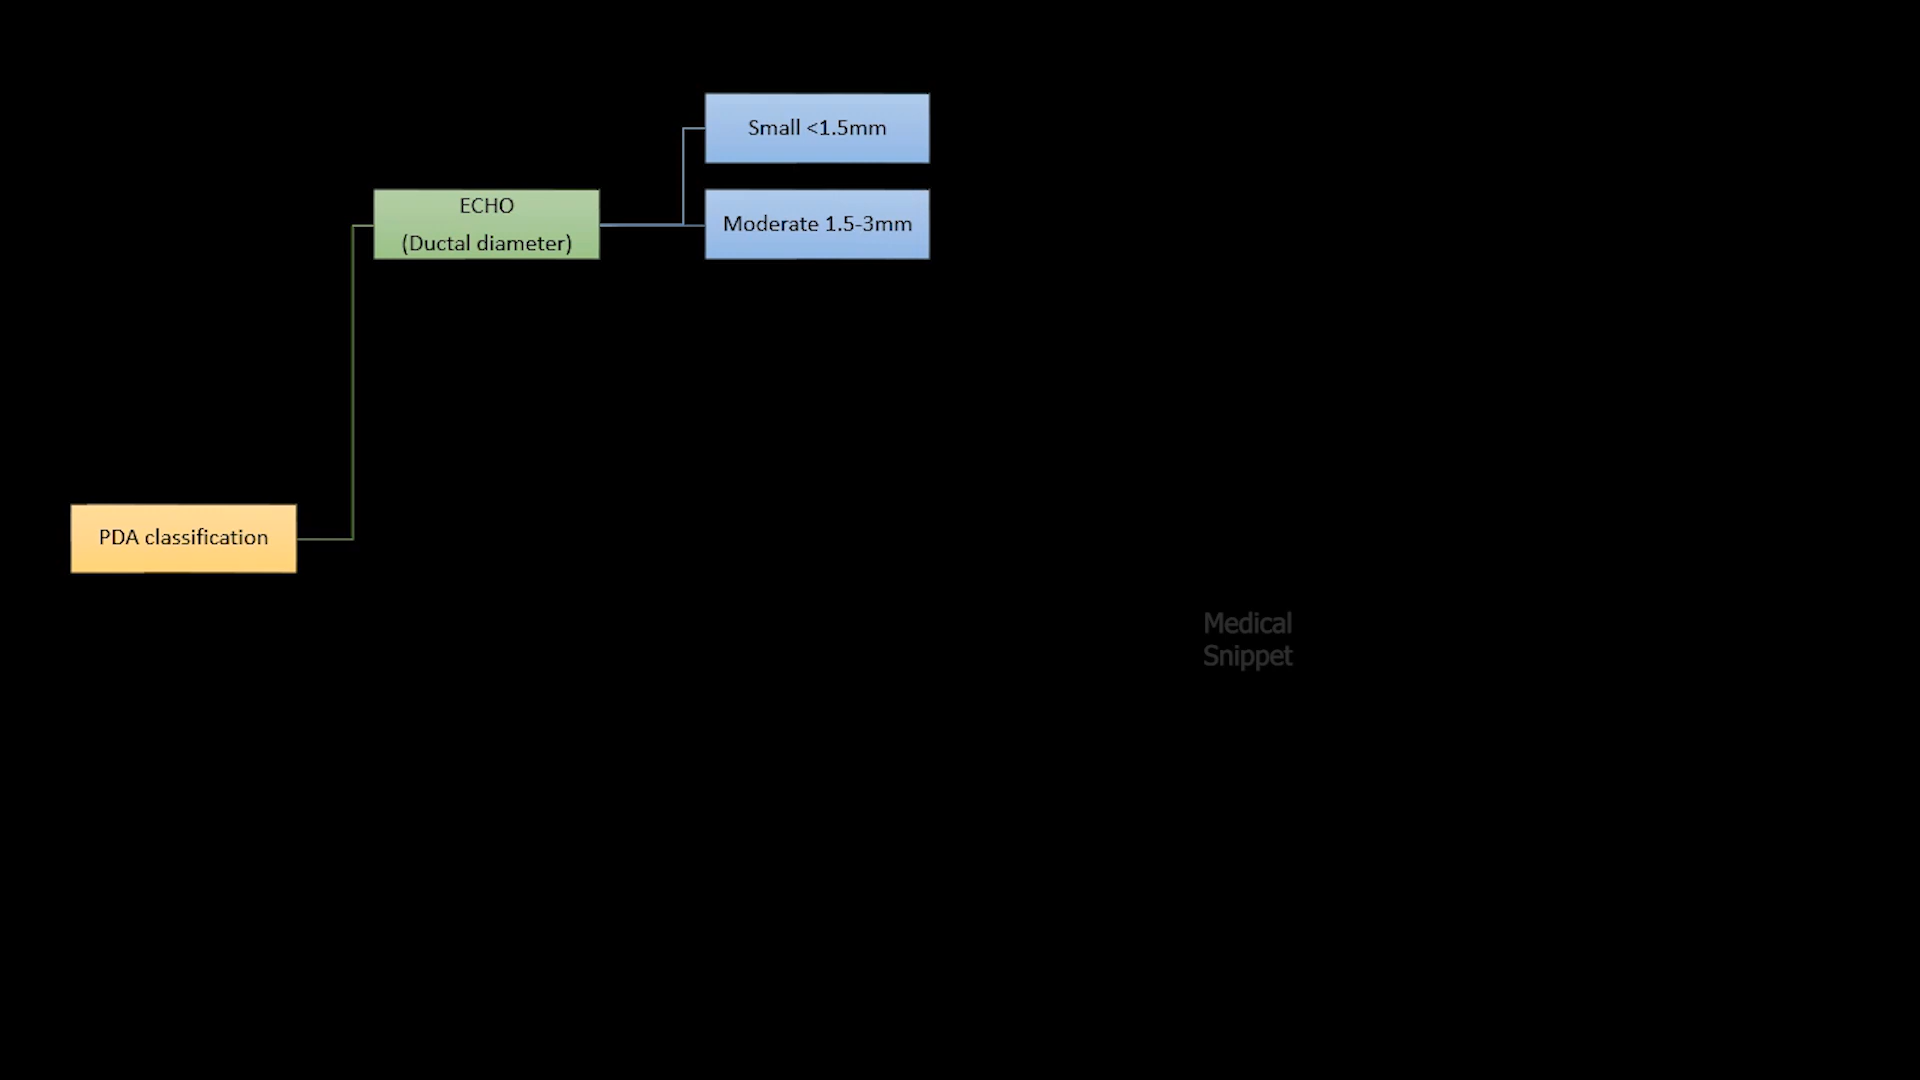 Small <1.5mm
ECHO
(Ductal diameter)
Moderate 1.5-3mm
PDA classification
Medical
Snippet